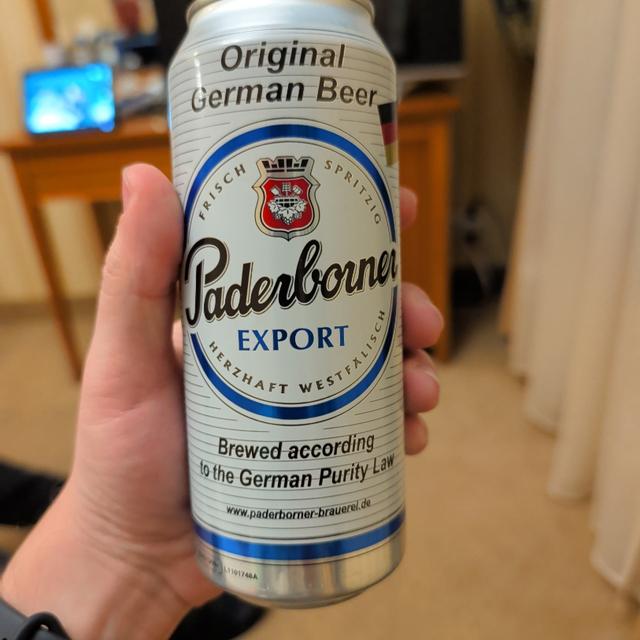 Original
German Beer
FRISCH SPRITZIG
Paderborner
EXPORT
HERZHAFT WESTFÄLISCH
Brewed according
to the German Purity Law
www.paderborner-brauerei.de
L1191748A